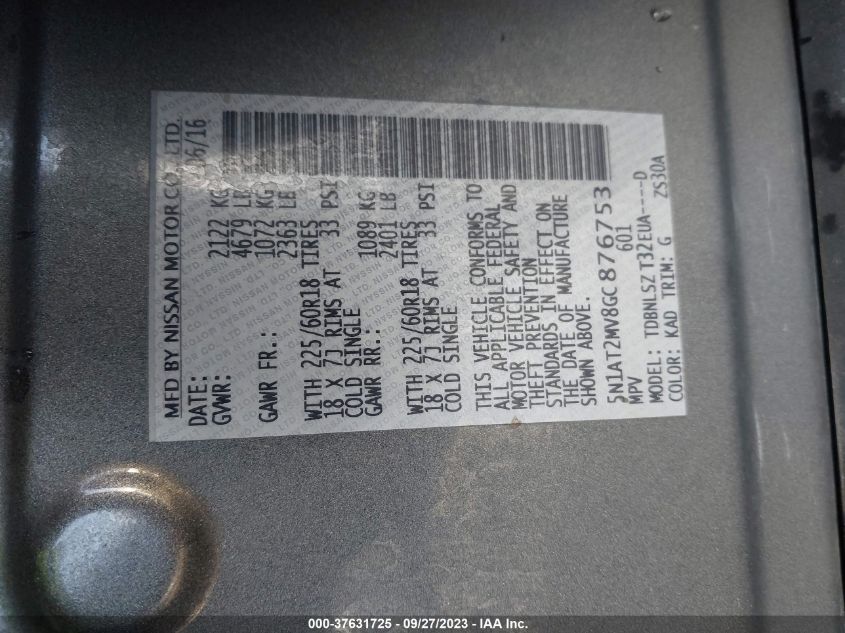 MFD BY NISSAN MOTOR CO., LTD.
DATE: 06/16
GVWR: 2122 KG
4679 LB
GAWR FR.: 1072 KG
2363 LB
WITH 225/60R18 TIRES
18 X 7J RIMS AT 33 PSI
COLD SINGLE
GAWR RR.: 1089 KG
2401 LB
WITH 225/60R18 TIRES
18 X 7J RIMS AT 33 PSI
COLD SINGLE
THIS VEHICLE CONFORMS TO
ALL APPLICABLE FEDERAL
MOTOR VEHICLE SAFETY AND
THEFT PREVENTION
STANDARDS IN EFFECT ON
THE DATE OF MANUFACTURE
SHOWN ABOVE.
5N1AT2MV8GC876753
MPV 601
MODEL: TDBNLSZ T32EUA----D
COLOR: KAD TRIM: G ZS30A
000-37631725 - 09/27/2023 - IAA Inc.